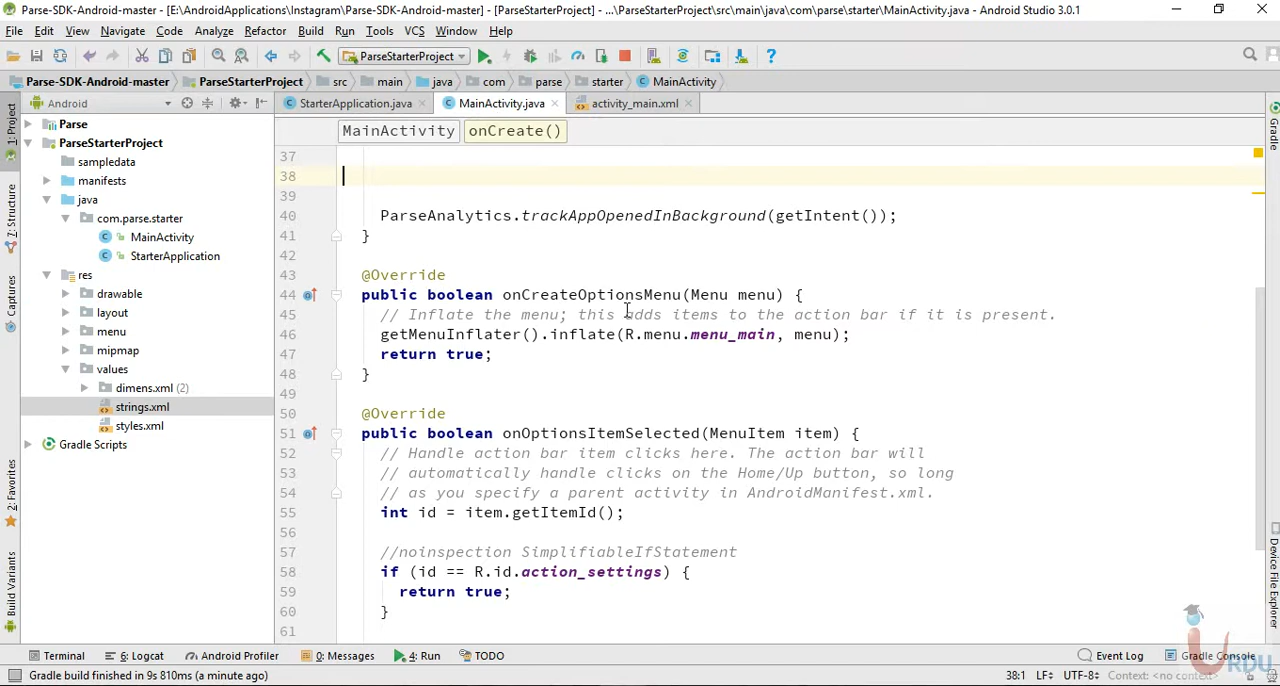 Parse-SDK-Android-master - [E:\AndroidApplications\Instagram\Parse-SDK-Android-master] - [ParseStarterProject] - ...\ParseStarterProject\src\main\java\com\parse\starter\MainActivity.java - Android Studio 3.0.1
File Edit View Navigate Code Analyze Refactor Build Run Tools VCS Window Help
ParseStarterProject
Parse-SDK-Android-master ParseStarterProject src main java com parse starter MainActivity
Android StarterApplication.java MainActivity.java activity_main.xml
MainActivity onCreate()
1: Project
Z: Structure
Captures
2: Favorites
Build Variants
Parse
ParseStarterProject
sampledata
manifests
java
com.parse.starter
MainActivity
StarterApplication
res
drawable
layout
menu
mipmap
values
dimens.xml (2)
strings.xml
styles.xml
Gradle Scripts
37
38
39
40 ParseAnalytics.trackAppOpenedInBackground(getIntent());
41 }
42
43 @Override
44 public boolean onCreateOptionsMenu(Menu menu) {
45 // Inflate the menu; this adds items to the action bar if it is present.
46 getMenuInflater().inflate(R.menu.menu_main, menu);
47 return true;
48 }
49
50 @Override
51 public boolean onOptionsItemSelected(MenuItem item) {
52 // Handle action bar item clicks here. The action bar will
53 // automatically handle clicks on the Home/Up button, so long
54 // as you specify a parent activity in AndroidManifest.xml.
55 int id = item.getItemId();
56
57 //noinspection SimplifiableIfStatement
58 if (id == R.id.action_settings) {
59 return true;
60 }
61
Gradle
Device File Explorer
Terminal 6: Logcat Android Profiler 0: Messages 4: Run TODO Event Log Gradle Console
Gradle build finished in 9s 810ms (a minute ago) 38:1 LF÷ UTF-8÷ Context: <no context>
URDU